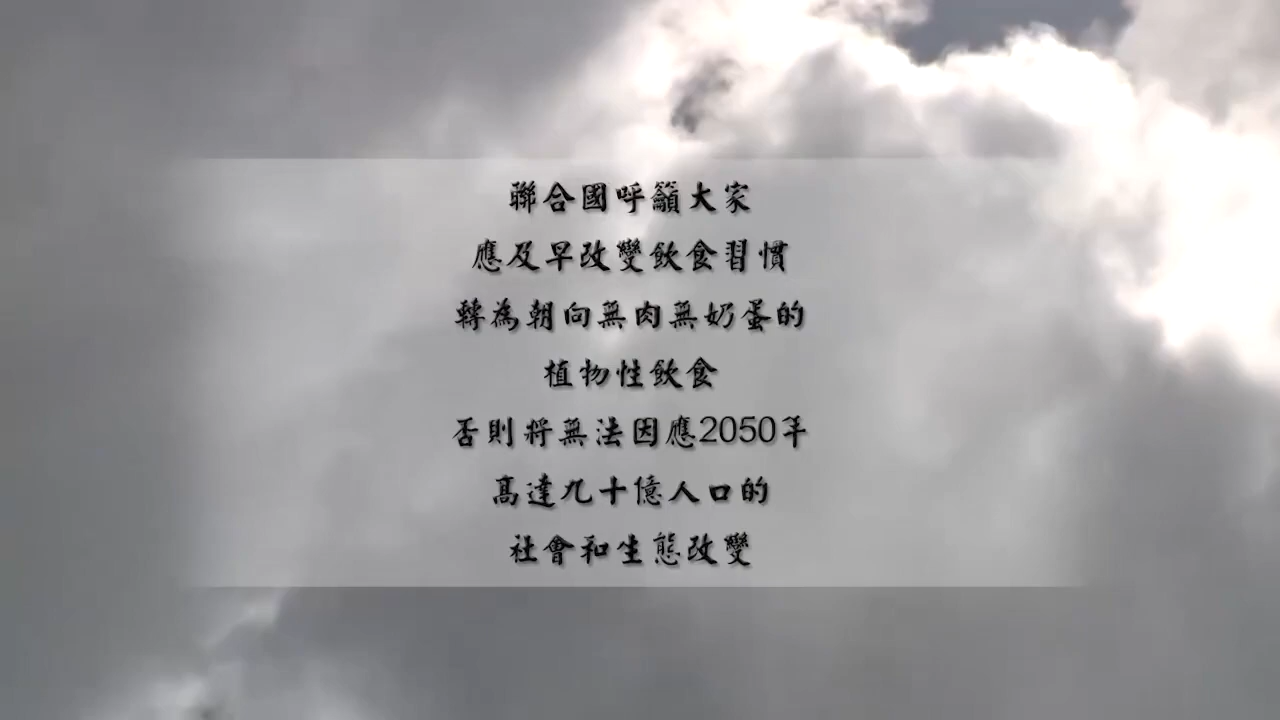 聯合國呼籲大家
應及早改變飲食習慣
轉為朝向無肉無奶蛋的
植物性飲食
否則將無法因應2050年
高達九十億人口的
社會和生態改變